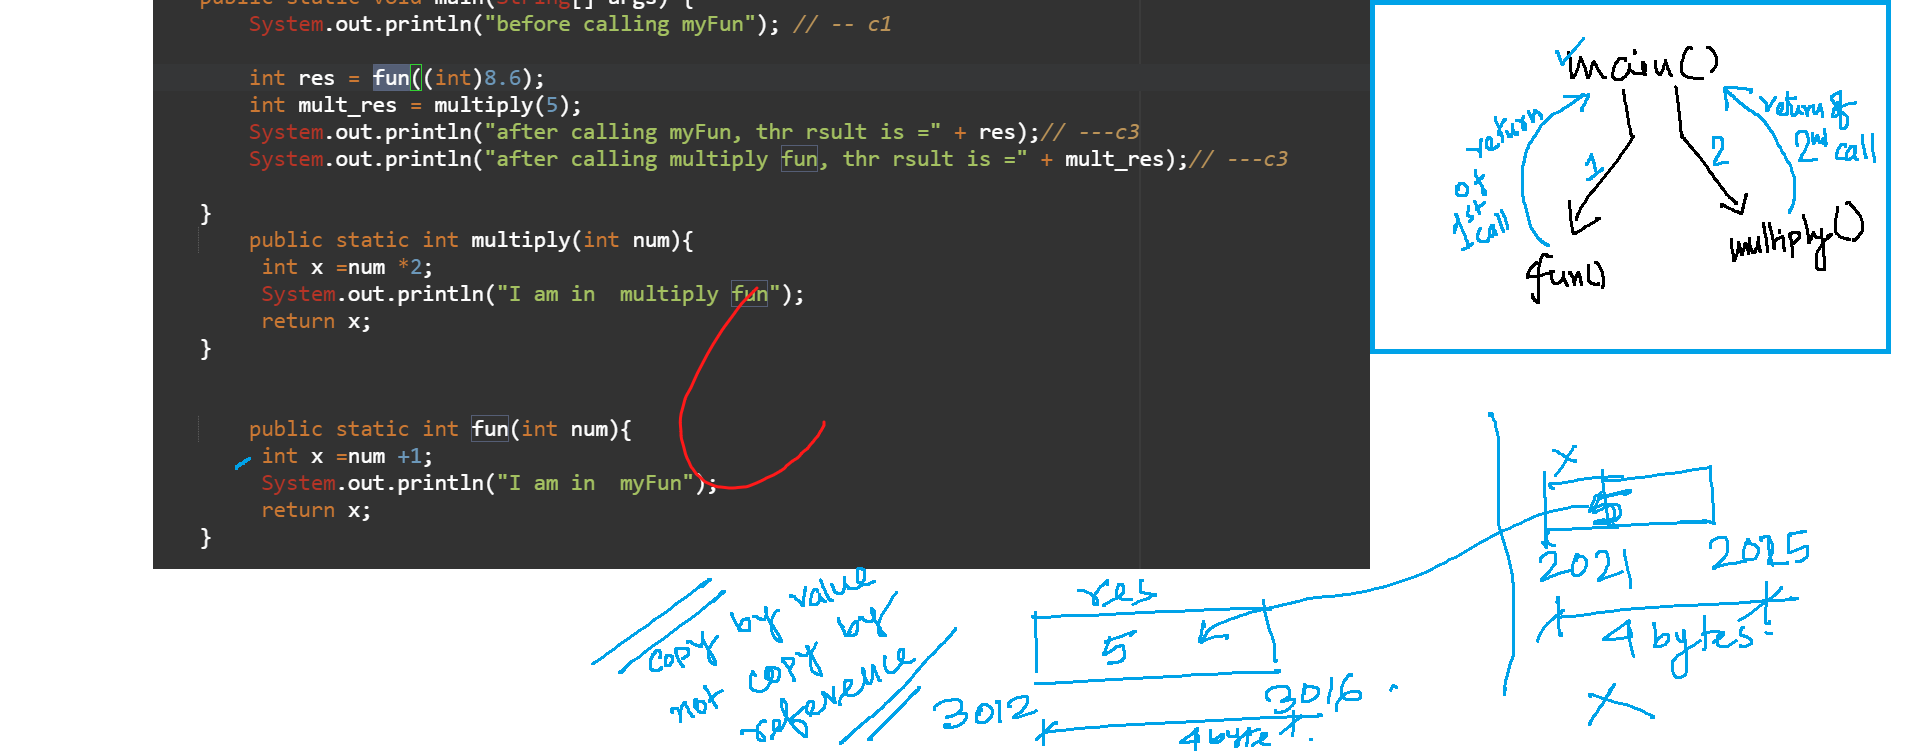 public static void main(String[] args) {
System.out.println("before calling myFun"); // -- c1
int res = fun((int)8.6);
int mult_res = multiply(5);
System.out.println("after calling myFun, thr rsult is =" + res);// ---c3
System.out.println("after calling multiply fun, thr rsult is =" + mult_res);// ---c3
}
public static int multiply(int num){
int x =num *2;
System.out.println("I am in  multiply fun");
return x;
}
public static int fun(int num){
int x =num +1;
System.out.println("I am in  myFun");
return x;
}
main()
return
of
1st
call
1
2
return of
2nd call
fun()
multiply()
x
5
2021
2025
4 bytes
x
res
5
3012
3016
4 byte
copy by value
not copy by
reference